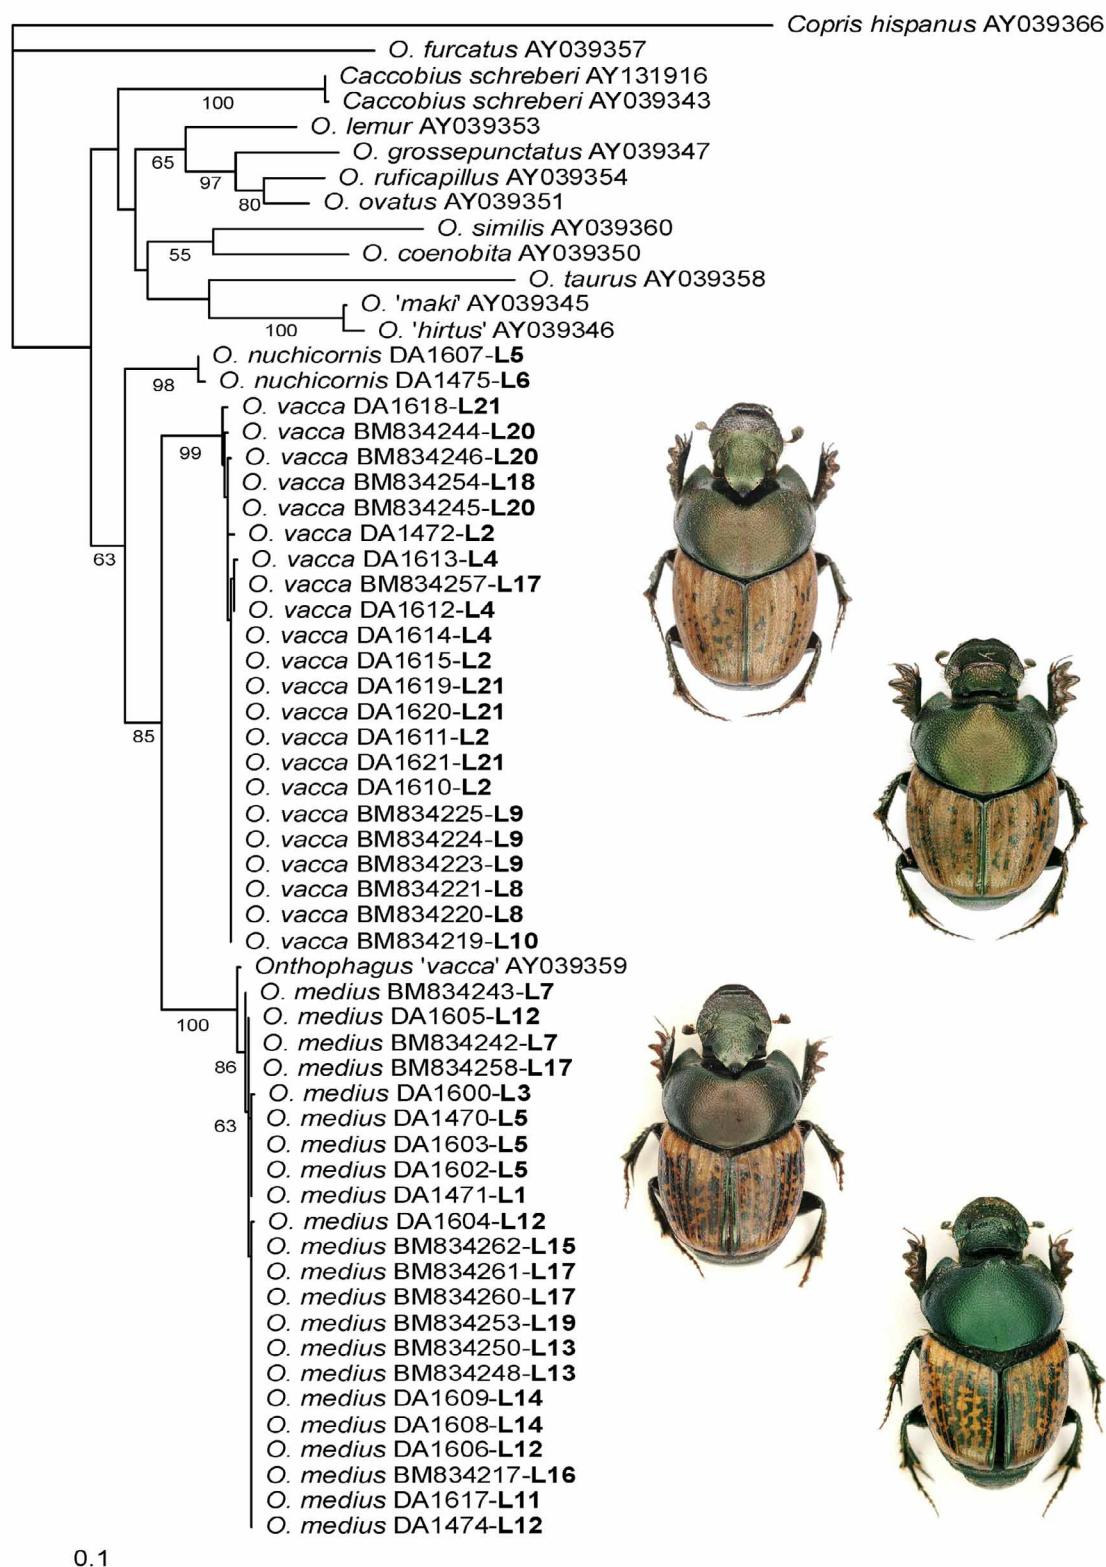 Copris hispanus AY039366
O. furcatus AY039357
Caccobius schreberi AY131916
100
Caccobius schreberi AY039343
O. lemur AY039353
65
O. grossepunctatus AY039347
97
O. ruficapillus AY039354
80
O. ovatus AY039351
O. similis AY039360
55
O. coenobita AY039350
O. taurus AY039358
O. 'maki' AY039345
100
O. 'hirtus' AY039346
O. nuchicornis DA1607-L5
98
O. nuchicornis DA1475-L6
O. vacca DA1618-L21
O. vacca BM834244-L20
99
O. vacca BM834246-L20
O. vacca BM834254-L18
O. vacca BM834245-L20
O. vacca DA1472-L2
63
O. vacca DA1613-L4
O. vacca BM834257-L17
O. vacca DA1612-L4
O. vacca DA1614-L4
O. vacca DA1615-L2
O. vacca DA1619-L21
O. vacca DA1620-L21
85
O. vacca DA1611-L2
O. vacca DA1621-L21
O. vacca DA1610-L2
O. vacca BM834225-L9
O. vacca BM834224-L9
O. vacca BM834223-L9
O. vacca BM834221-L8
O. vacca BM834220-L8
O. vacca BM834219-L10
Onthophagus 'vacca' AY039359
O. medius BM834243-L7
O. medius DA1605-L12
100
O. medius BM834242-L7
86
O. medius BM834258-L17
O. medius DA1600-L3
63
O. medius DA1470-L5
O. medius DA1603-L5
O. medius DA1602-L5
O. medius DA1471-L1
O. medius DA1604-L12
O. medius BM834262-L15
O. medius BM834261-L17
O. medius BM834260-L17
O. medius BM834253-L19
O. medius BM834250-L13
O. medius BM834248-L13
O. medius DA1609-L14
O. medius DA1608-L14
O. medius DA1606-L12
O. medius BM834217-L16
O. medius DA1617-L11
O. medius DA1474-L12
0.1